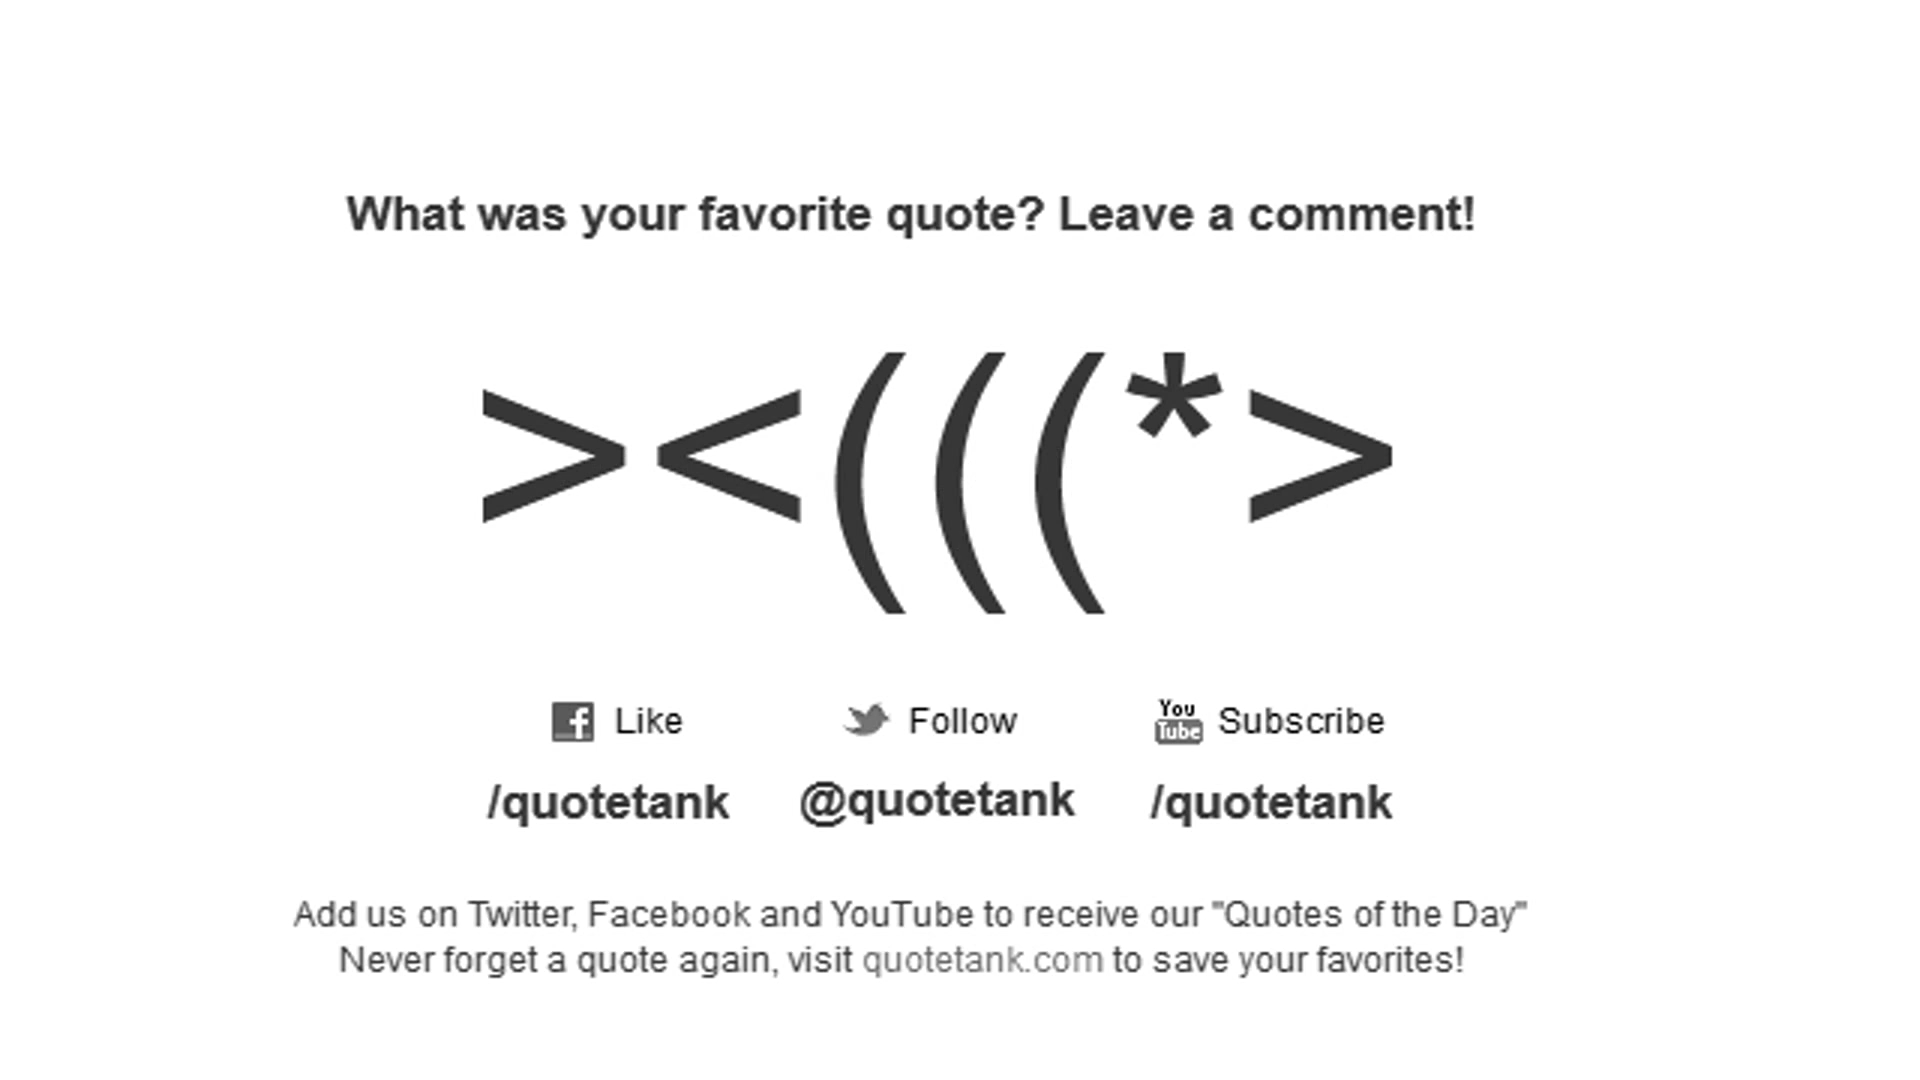 What was your favorite quote? Leave a comment!
><(((*>
f Like Follow You Tube Subscribe
/quotetank @quotetank /quotetank
Add us on Twitter, Facebook and YouTube to receive our "Quotes of the Day"
Never forget a quote again, visit quotetank.com to save your favorites!